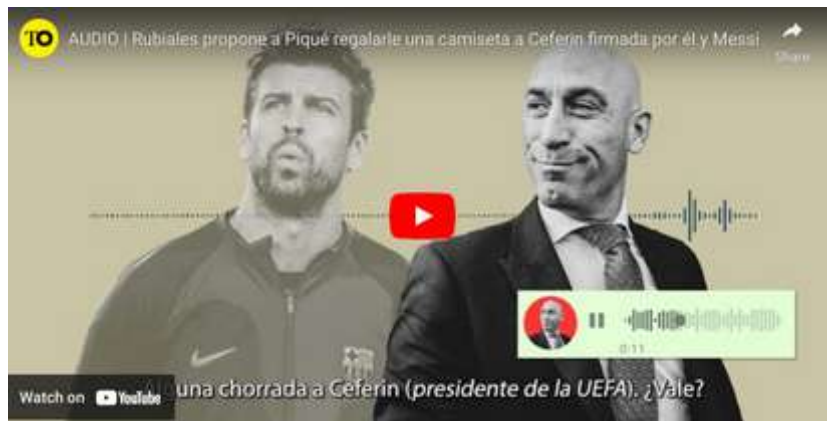 TO
AUDIO | Rubiales propone a Piqué regalarle una camiseta a Ceferin firmada por él y Messi
Share
0:11
una chorrada a Ceferin (presidente de la UEFA). ¿Vale?
Watch on YouTube